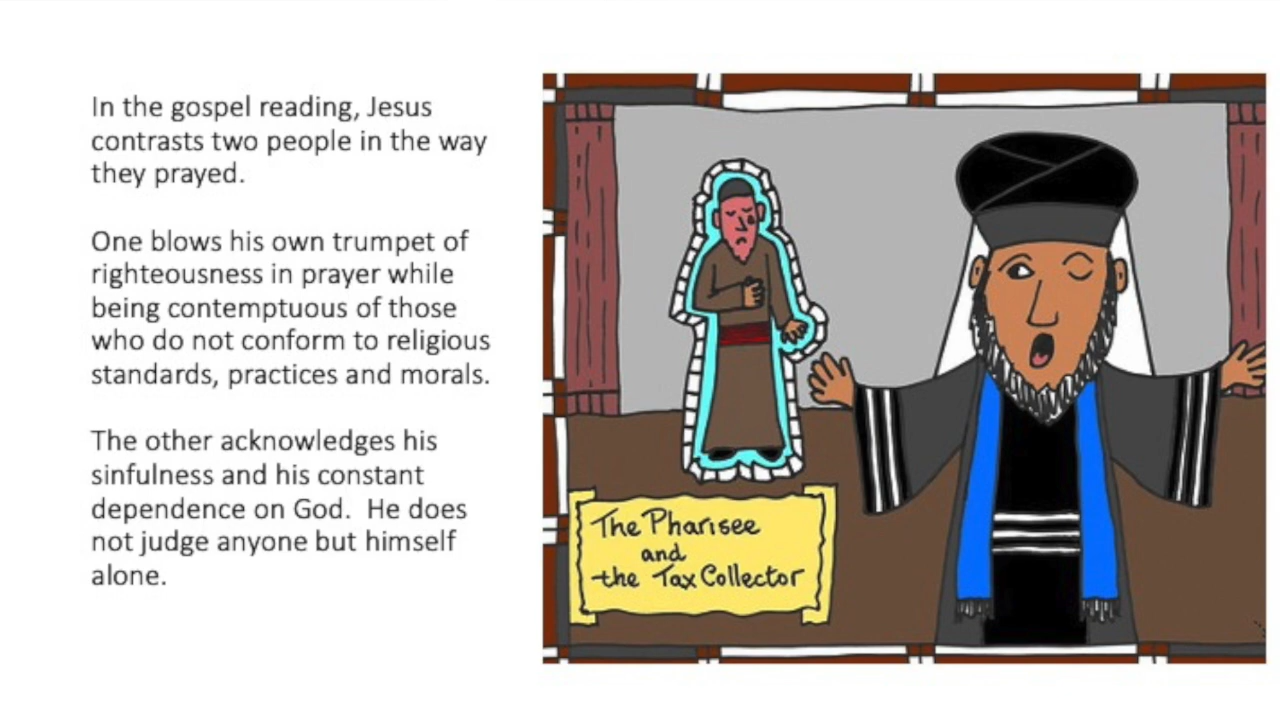 In the gospel reading, Jesus
contrasts two people in the way
they prayed.
One blows his own trumpet of
righteousness in prayer while
being contemptuous of those
who do not conform to religious
standards, practices and morals.
The other acknowledges his
sinfulness and his constant
dependence on God.  He does
not judge anyone but himself
alone.
The Pharisee
and
the Tax Collector